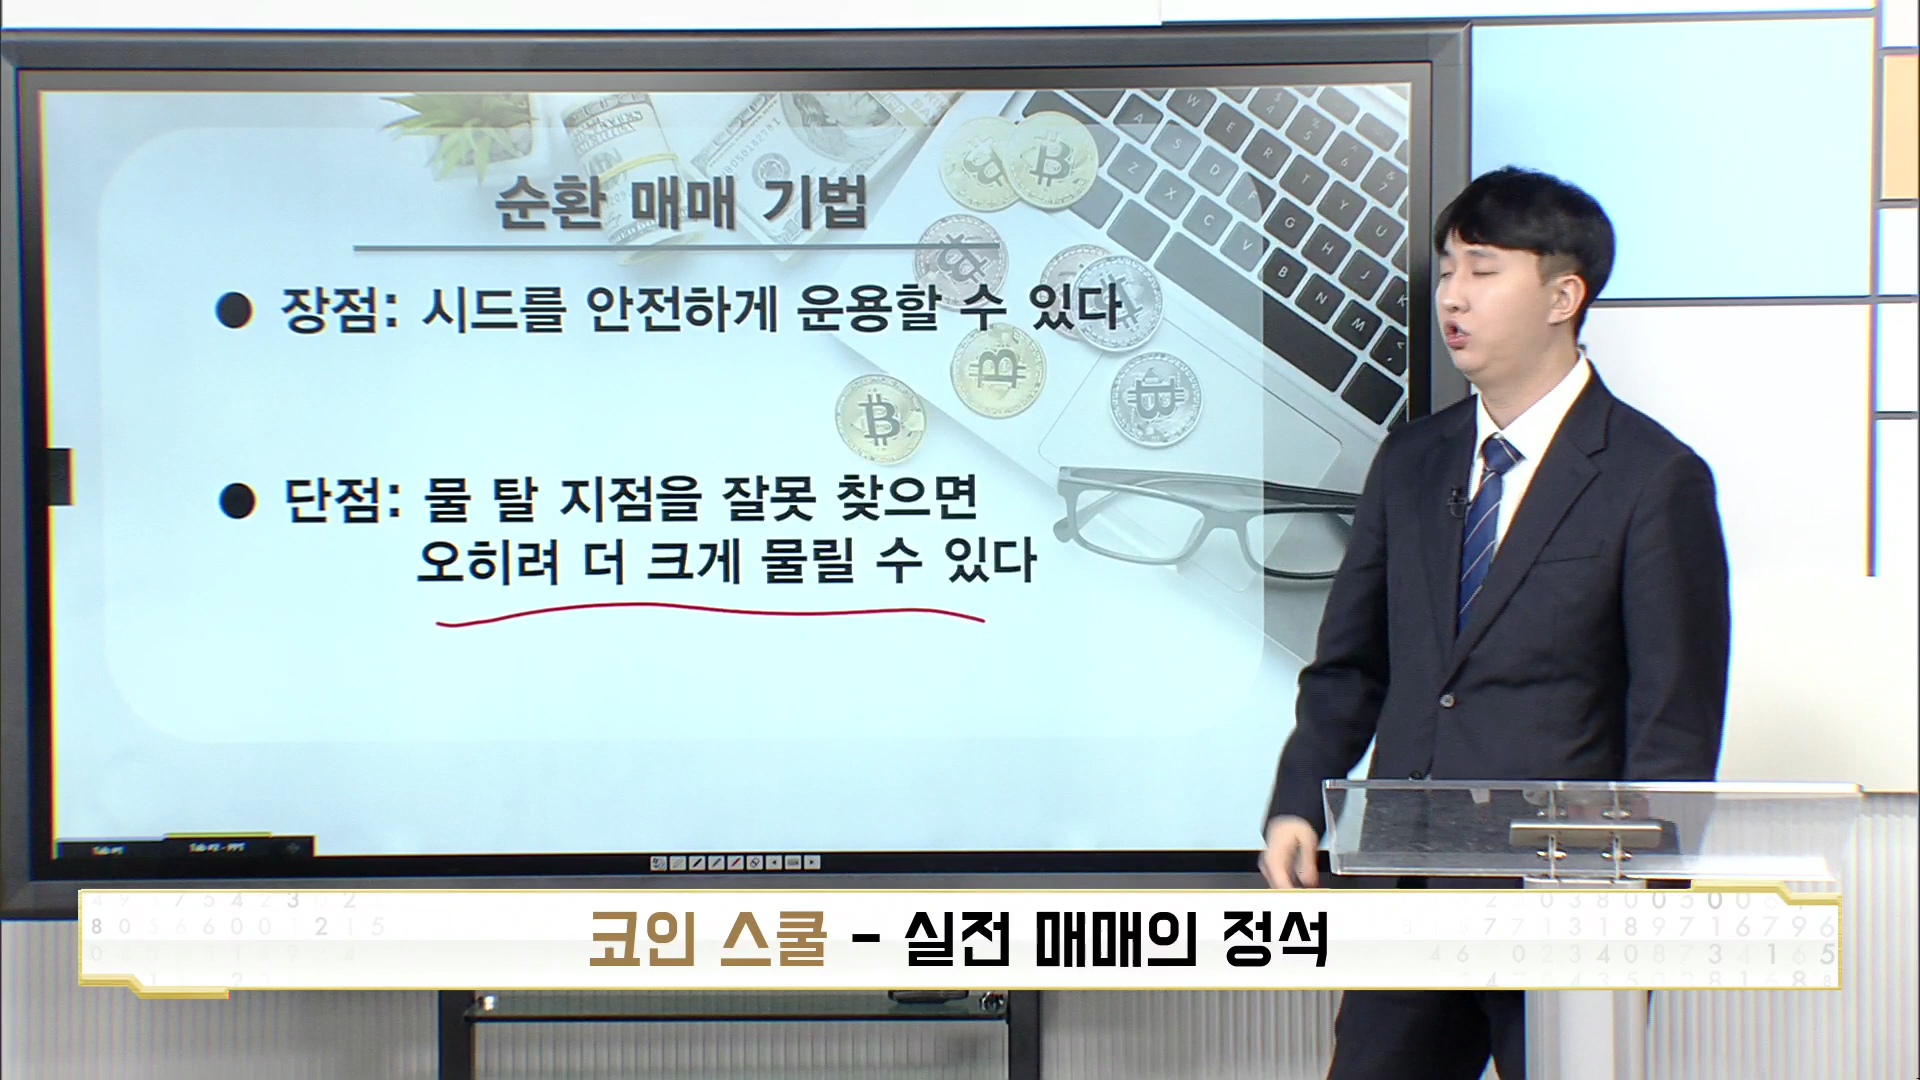 순환 매매 기법
● 장점: 시드를 안전하게 운용할 수 있다
● 단점: 물 탈 지점을 잘못 찾으면
오히려 더 크게 물릴 수 있다
코인 스쿨 - 실전 매매의 정석